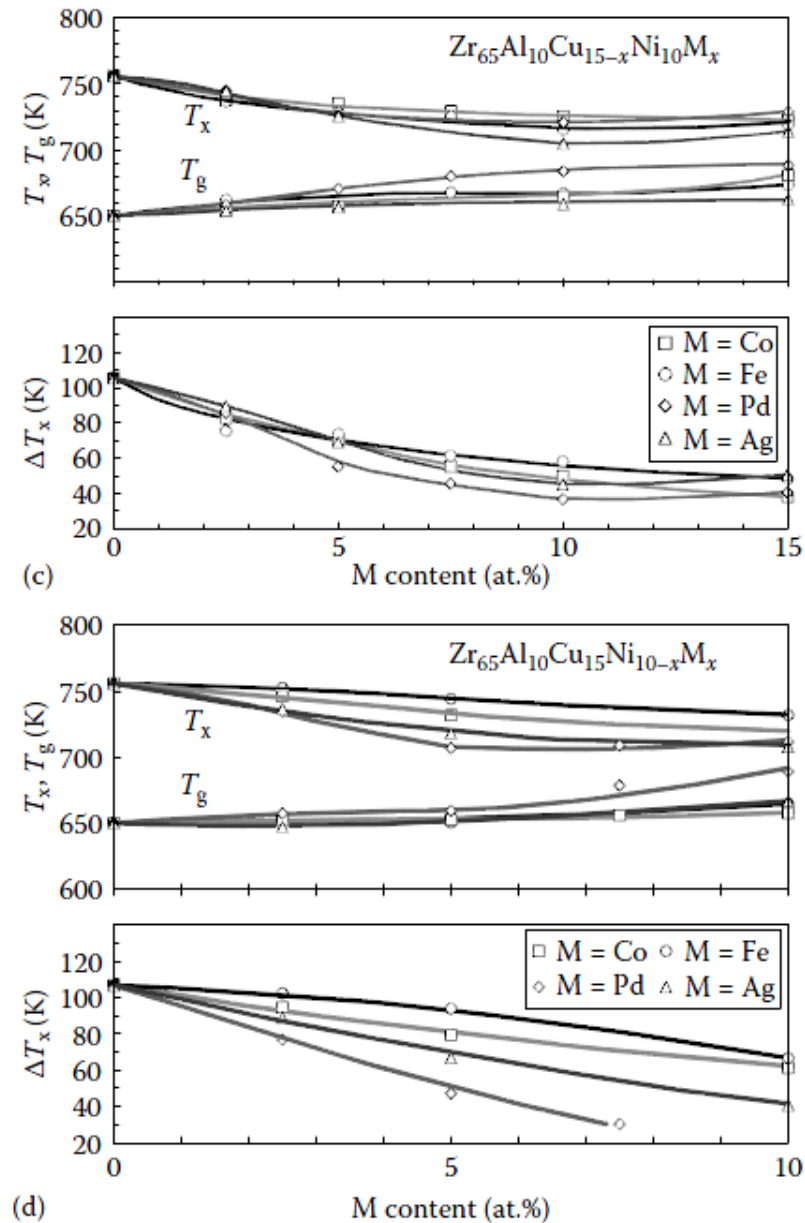 800
Zr65Al10Cu15–xNi10Mx
750
Tx
Tx, Tg (K)
700
Tg
650
120
M = Co
100
M = Fe
80
M = Pd
ΔTx (K)
60
M = Ag
40
20
0 5 10 15
(c) M content (at.%)
800
Zr65Al10Cu15Ni10–xMx
750
Tx
Tx, Tg (K)
700
Tg
650
600
120
M = Co M = Fe
100
M = Pd M = Ag
80
ΔTx (K)
60
40
20
0 5 10
(d) M content (at.%)